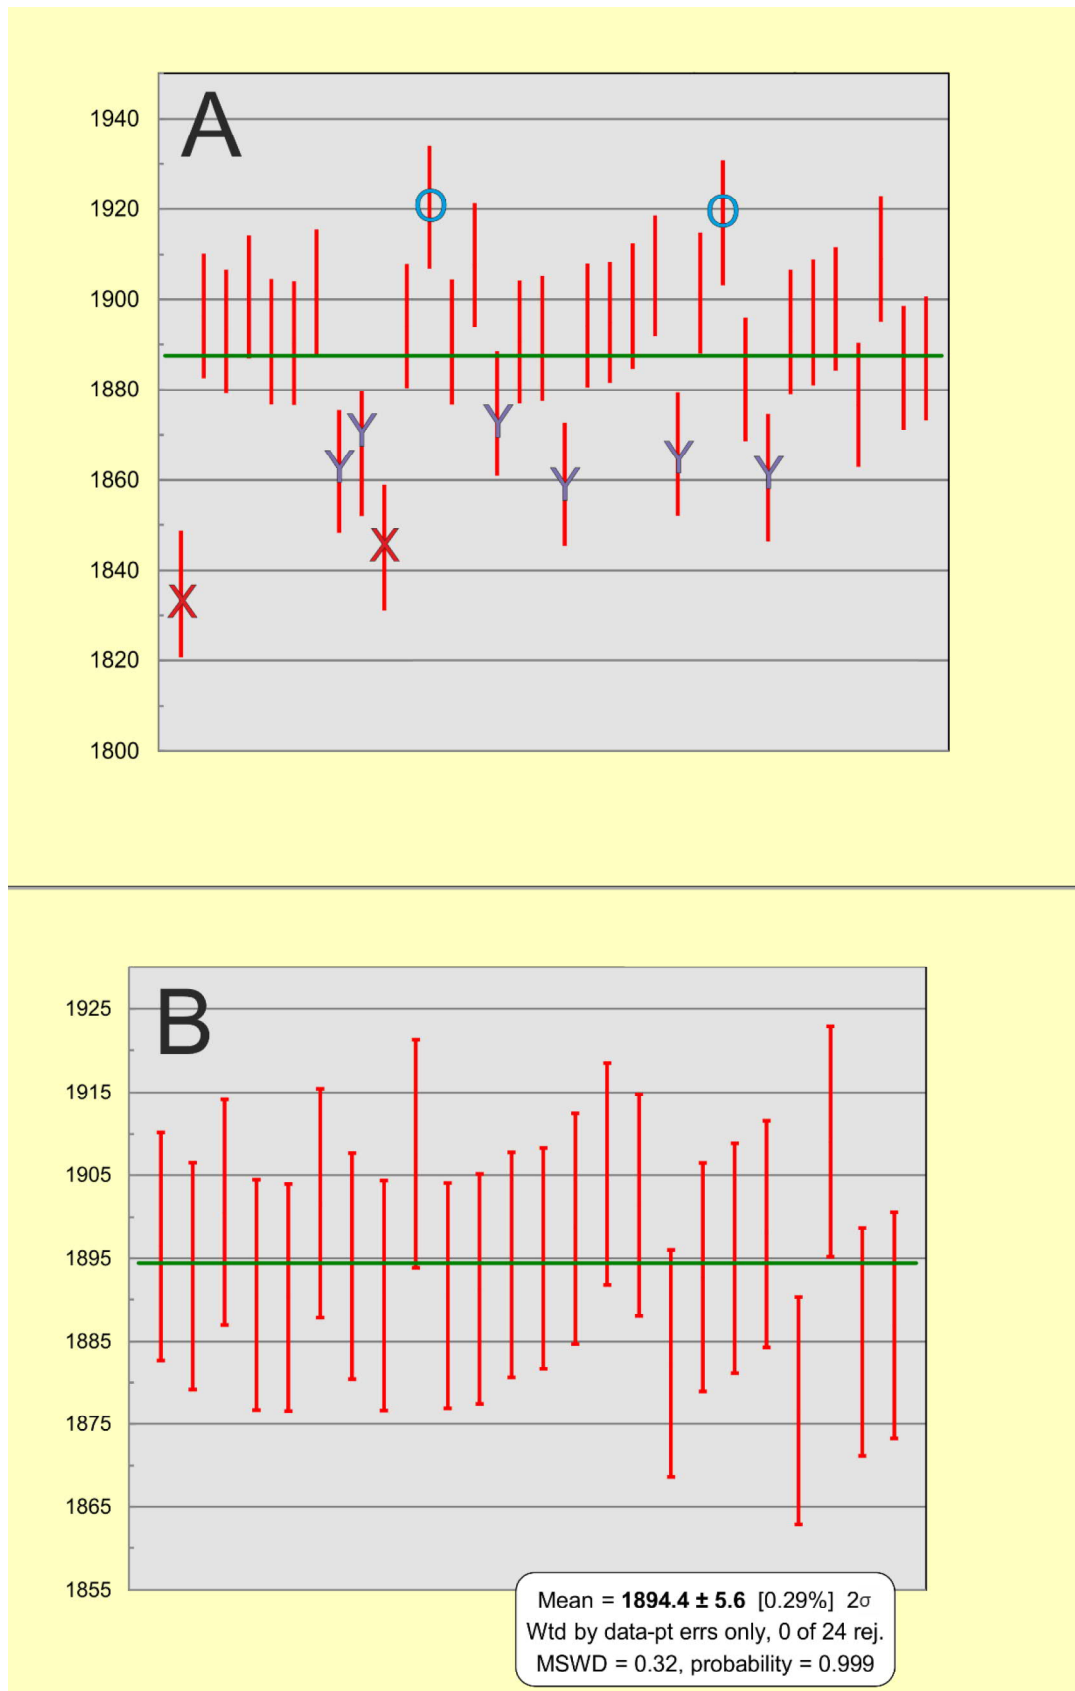 A
1940
1920
1900
1880
1860
1840
1820
1800
O
O
Y
Y
Y
Y
Y
Y
X
X
B
1925
1915
1905
1895
1885
1875
1865
1855
Mean = 1894.4 ± 5.6 [0.29%] 2σ
Wtd by data-pt errs only, 0 of 24 rej.
MSWD = 0.32, probability = 0.999